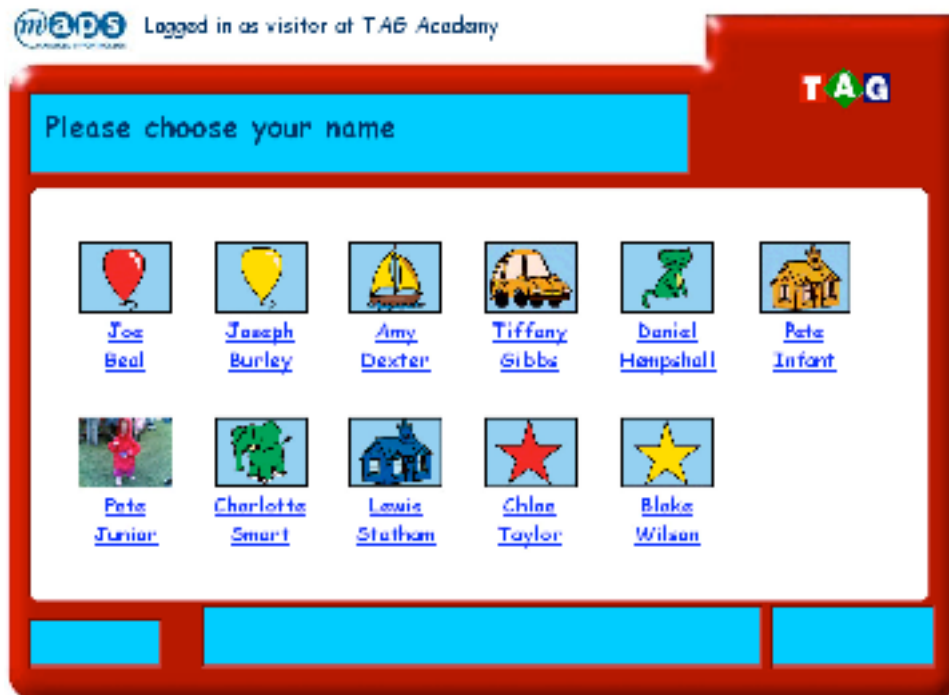 maps Logged in as visitor at TAG Academy
TAG
Please choose your name
Joe Beal
Joseph Burley
Amy Dexter
Tiffany Gibbs
Daniel Hempshall
Pete Infant
Pete Junior
Charlotte Smart
Lewis Statham
Chloe Taylor
Blake Wilson